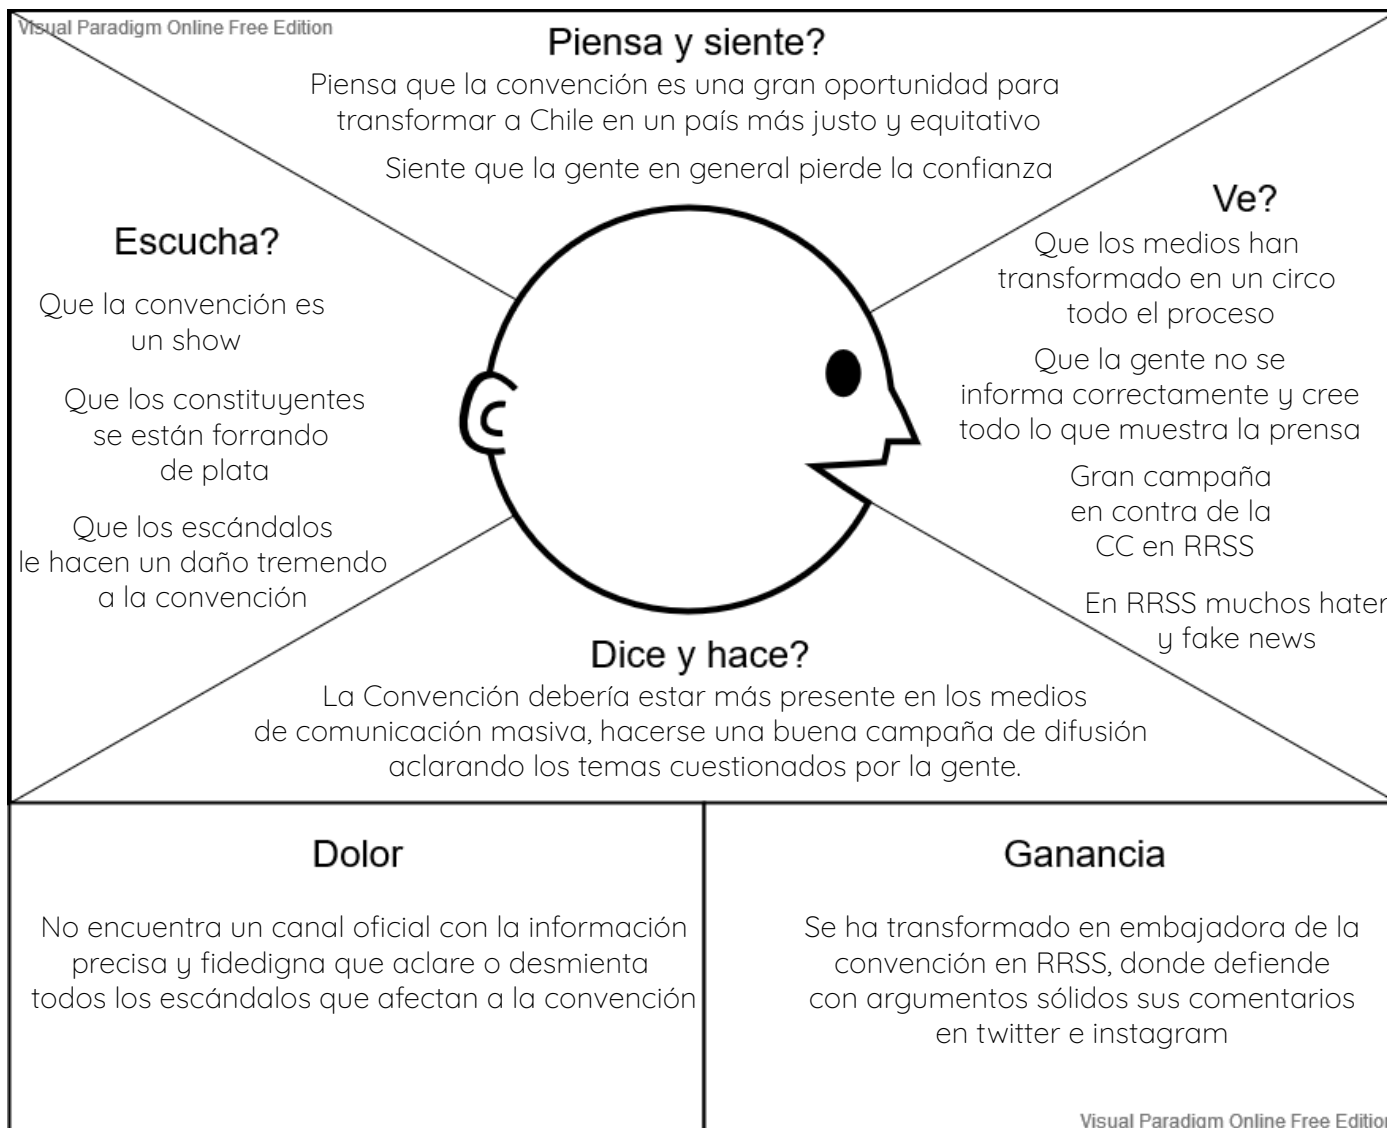 Visual Paradigm Online Free Edition
Piensa y siente?
Piensa que la convención es una gran oportunidad para
transformar a Chile en un país más justo y equitativo
Siente que la gente en general pierde la confianza
Escucha?
Que la convención es
un show
Que los constituyentes
se están forrando
de plata
Que los escándalos
le hacen un daño tremendo
a la convención
Ve?
Que los medios han
transformado en un circo
todo el proceso
Que la gente no se
informa correctamente y cree
todo lo que muestra la prensa
Gran campaña
en contra de la
CC en RRSS
En RRSS muchos hater
y fake news
Dice y hace?
La Convención debería estar más presente en los medios
de comunicación masiva, hacerse una buena campaña de difusión
aclarando los temas cuestionados por la gente.
Dolor
No encuentra un canal oficial con la información
precisa y fidedigna que aclare o desmienta
todos los escándalos que afectan a la convención
Ganancia
Se ha transformado en embajadora de la
convención en RRSS, donde defiende
con argumentos sólidos sus comentarios
en twitter e instagram
Visual Paradigm Online Free Edition